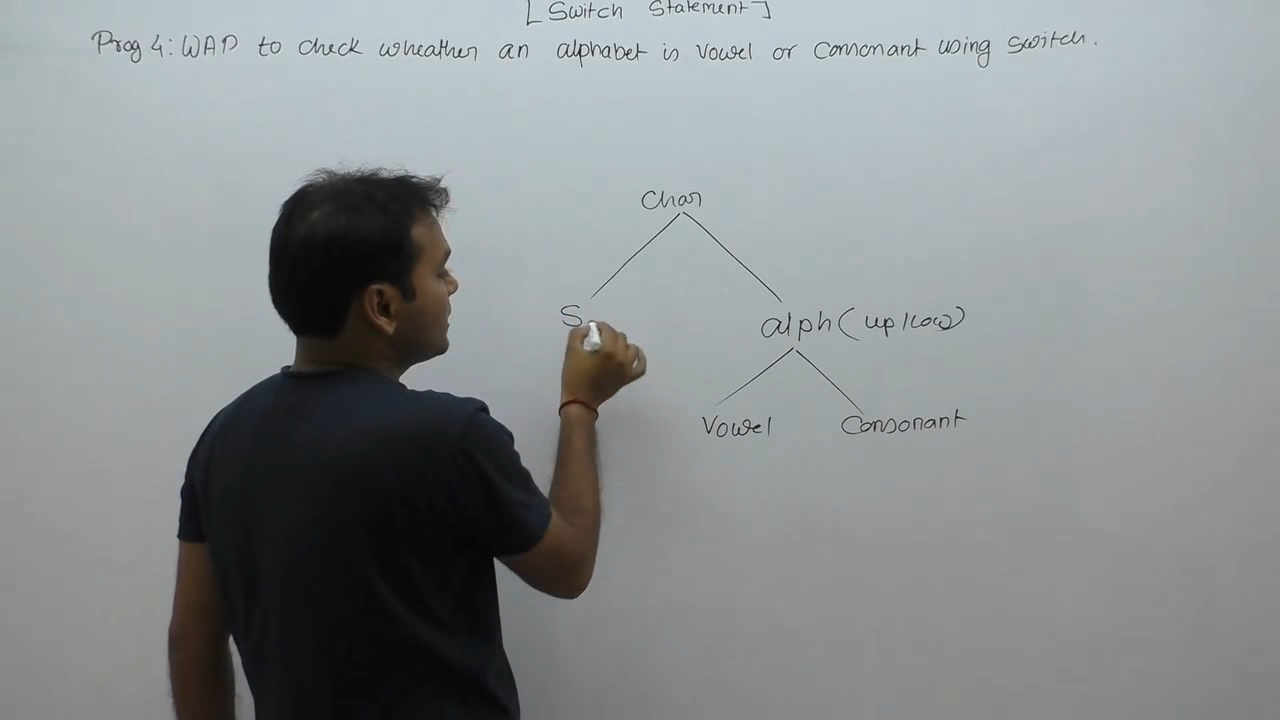 [Switch Statement]
Prog 4: WAP to check wheather an alphabet is vowel or consonant using switch.
Char
S
alph (up/low)
Vowel
Consonant